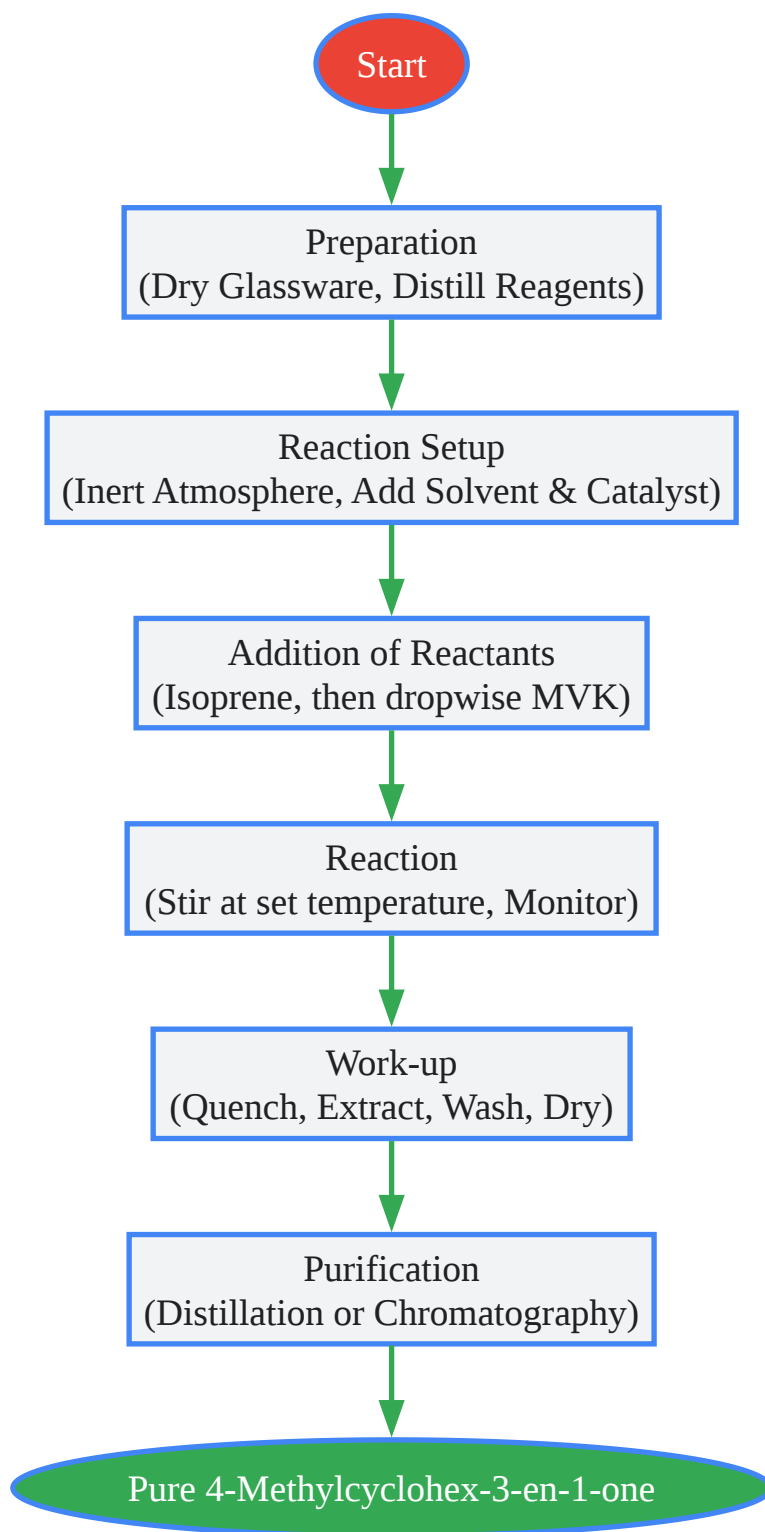 Start
Preparation
(Dry Glassware, Distill Reagents)
Reaction Setup
(Inert Atmosphere, Add Solvent & Catalyst)
Addition of Reactants
(Isoprene, then dropwise MVK)
Reaction
(Stir at set temperature, Monitor)
Work-up
(Quench, Extract, Wash, Dry)
Purification
(Distillation or Chromatography)
Pure 4-Methylcyclohex-3-en-1-one